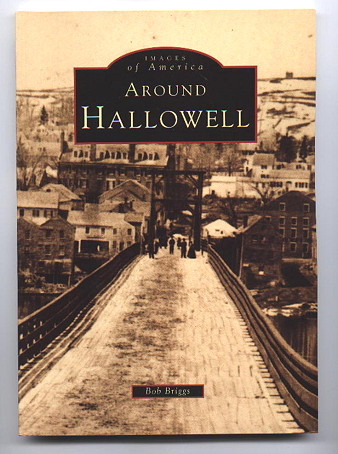 IMAGES
of America
AROUND
HALLOWELL
Bob Briggs